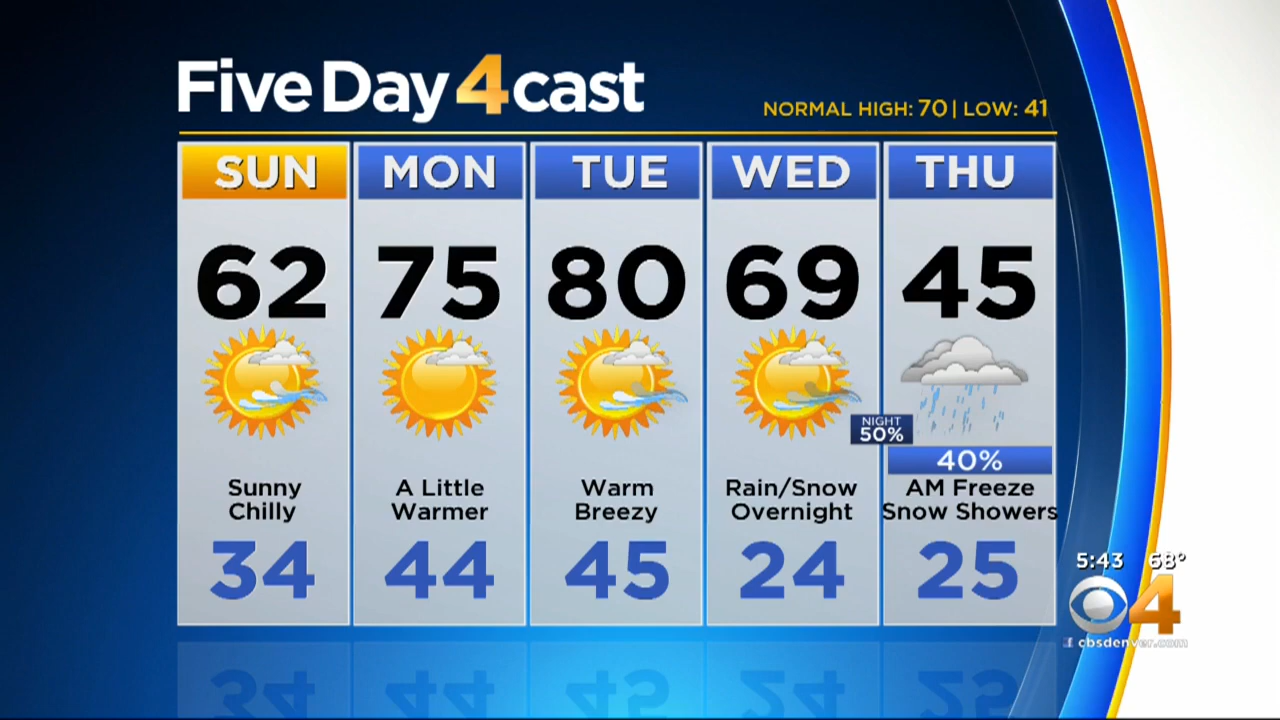 Five Day 4cast
NORMAL HIGH: 70 | LOW: 41
SUN
62
Sunny
Chilly
34
MON
75
A Little
Warmer
44
TUE
80
Warm
Breezy
45
WED
69
NIGHT
50%
Rain/Snow
Overnight
24
THU
45
40%
AM Freeze
Snow Showers
25
5:43 68°
4
f cbsdenver.com